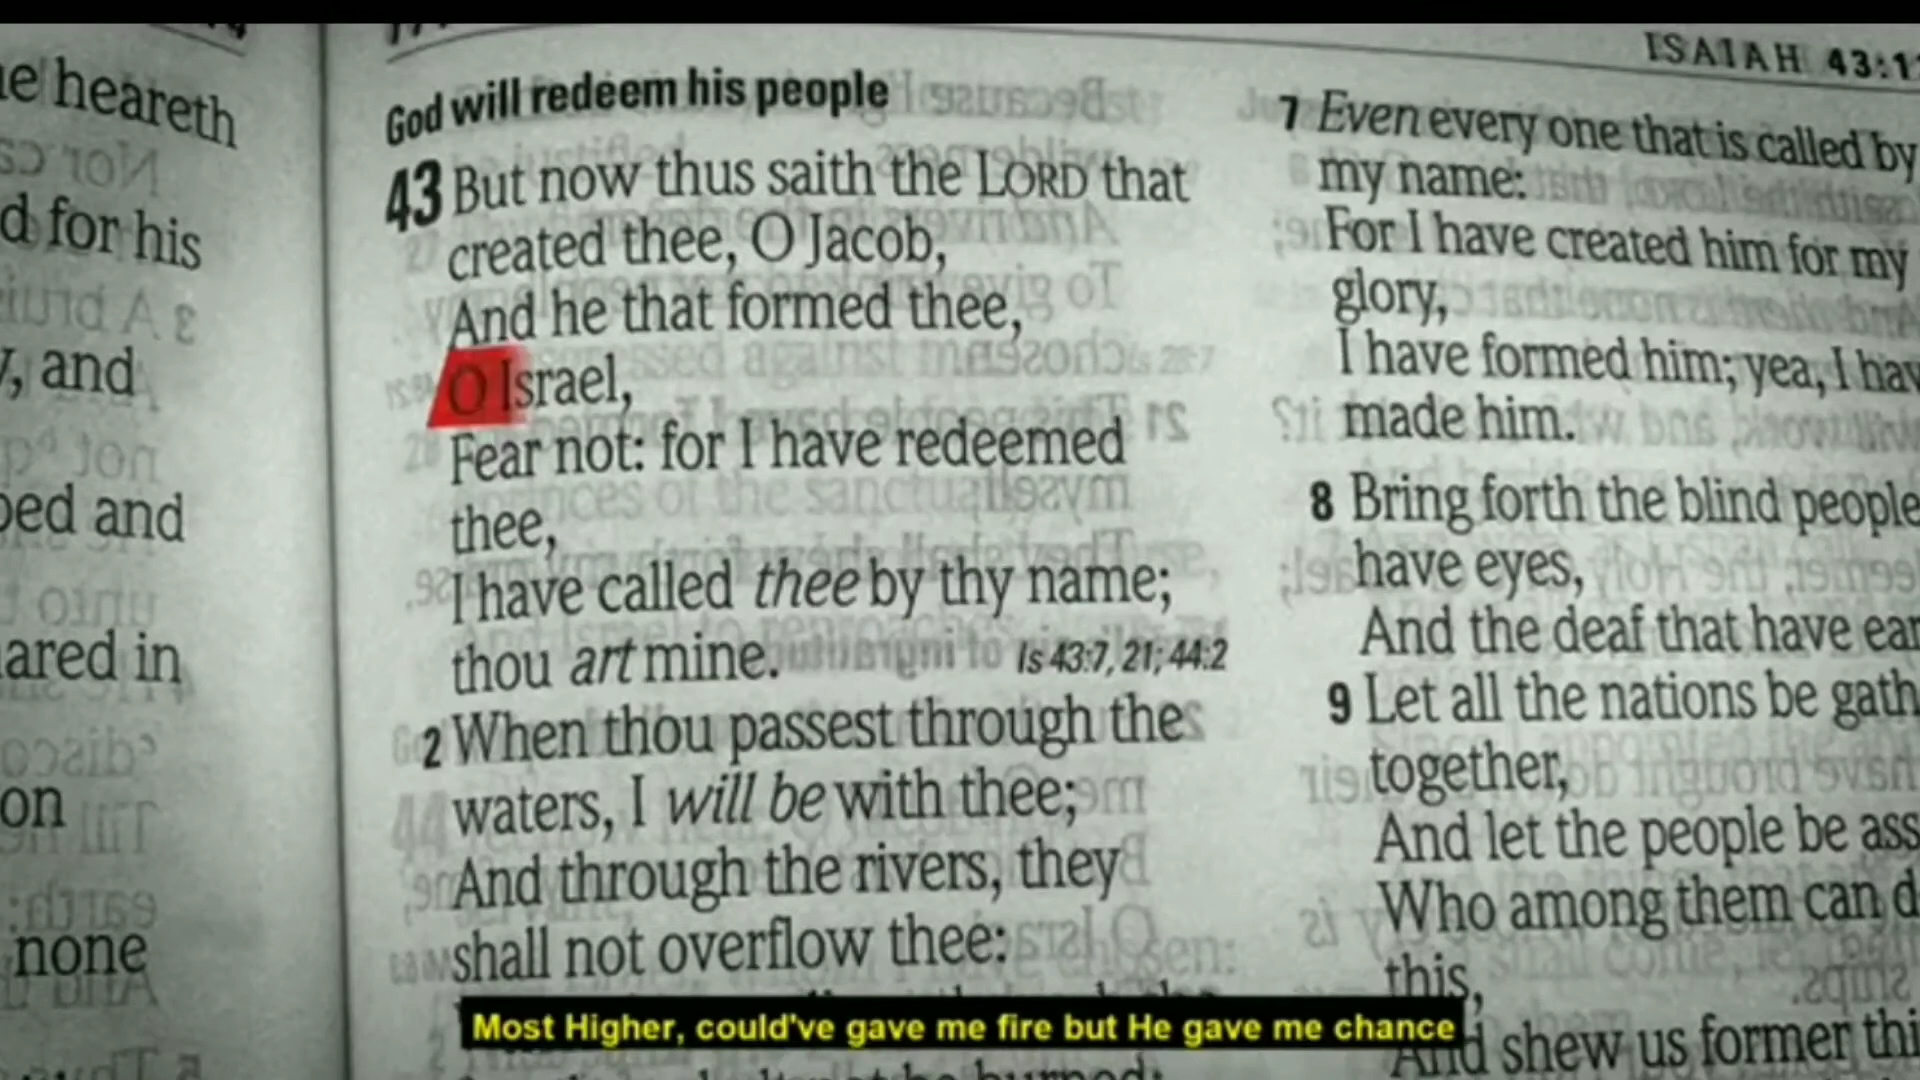 ISAIAH 43:1
e heareth
d for his
y, and
and
in
on
none
God will redeem his people
43 But now thus saith the LORD that
created thee, O Jacob,
And he that formed thee,
O Israel,
Fear not: for I have redeemed
thee,
I have called thee by thy name;
thou art mine. Is 43:7, 21; 44:2
2 When thou passest through the
waters, I will be with thee;
And through the rivers, they
shall not overflow thee:
7 Even every one that is called by
my name:
For I have created him for my
glory,
I have formed him; yea, I hav
made him.
8 Bring forth the blind people
have eyes,
And the deaf that have ear
9 Let all the nations be gath
together,
And let the people be ass
Who among them can d
this,
And shew us former thi
Most Higher, could've gave me fire but He gave me chance